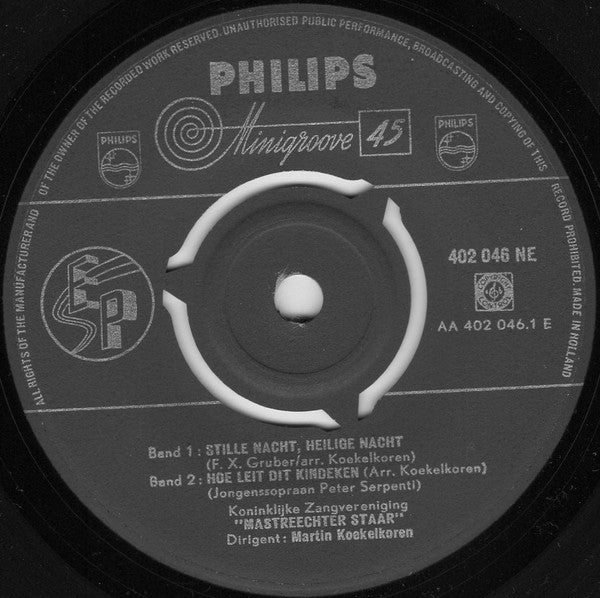 ALL RIGHTS OF THE MANUFACTURER AND OF THE OWNER OF THE RECORDED WORK RESERVED. UNAUTHORISED PUBLIC PERFORMANCE, BROADCASTING AND COPYING OF THIS RECORD PROHIBITED. MADE IN HOLLAND
PHILIPS
Minigroove 45
PHILIPS
PHILIPS
EP
402 046 NE
AA 402 046.1 E
Band 1: STILLE NACHT, HEILIGE NACHT
(F. X. Gruber/arr. Koekelkoren)
Band 2: HOE LEIT DIT KINDEKEN (Arr. Koekelkoren)
(Jongenssopraan Peter Serpenti)
Koninklijke Zangvereniging
"MASTREECHTER STAAR"
Dirigent: Martin Koekelkoren